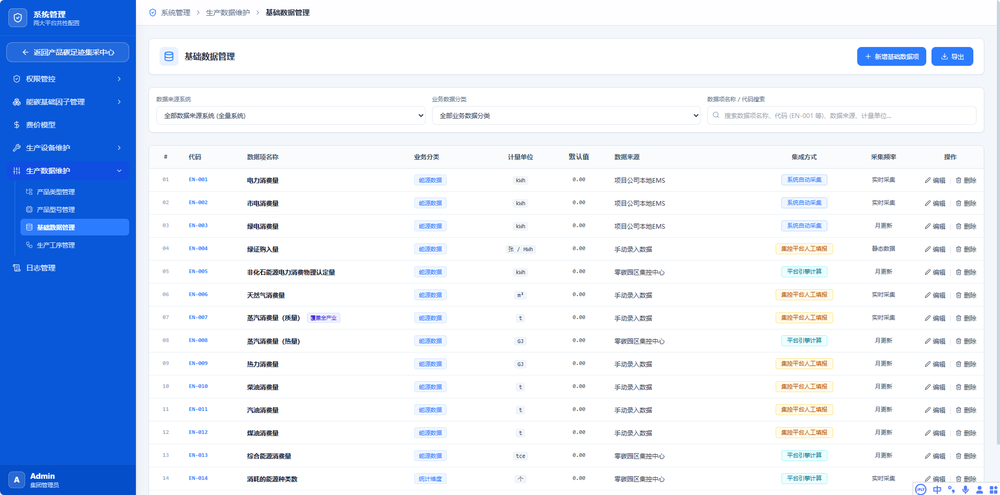 系统管理
两大平台共性配置
返回产品碳足迹集采中心
权限管控
能碳基础因子管理
费价模型
生产设备维护
生产数据维护
产品类型管理
产品型号管理
基础数据管理
生产工序管理
日志管理
A
Admin
集团管理员
系统管理 > 生产数据维护 > 基础数据管理
基础数据管理
+ 新增基础数据项
导出
数据来源系统
全部数据来源系统 (全量系统)
业务数据分类
全部业务数据分类
数据项名称 / 代码搜索
搜索数据项名称、代码 (EN-001 等)、数据来源、计量单位...
# 代码 数据项名称 业务分类 计量单位 默认值 数据来源 集成方式 采集频率 操作
01 EN-001 电力消费量 能源数据 kWh 0.00 项目公司本地EMS 系统自动采集 实时采集 编辑 删除
02 EN-002 市电消费量 能源数据 kWh 0.00 项目公司本地EMS 系统自动采集 实时采集 编辑 删除
03 EN-003 绿电消费量 能源数据 kWh 0.00 项目公司本地EMS 系统自动采集 月更新 编辑 删除
04 EN-004 绿证购入量 能源数据 张 / MWh 0.00 手动录入数据 集控平台人工填报 静态数据 编辑 删除
05 EN-005 非化石能源电力消费物理认定量 能源数据 kWh 0.00 零碳园区集控中心 平台引擎计算 月更新 编辑 删除
06 EN-006 天然气消费量 能源数据 m³ 0.00 手动录入数据 集控平台人工填报 实时采集 编辑 删除
07 EN-007 蒸汽消费量（质量） 覆盖全产业 能源数据 t 0.00 手动录入数据 集控平台人工填报 实时采集 编辑 删除
08 EN-008 蒸汽消费量（热量） 能源数据 GJ 0.00 零碳园区集控中心 平台引擎计算 月更新 编辑 删除
09 EN-009 热力消费量 能源数据 GJ 0.00 手动录入数据 集控平台人工填报 月更新 编辑 删除
10 EN-010 柴油消费量 能源数据 t 0.00 手动录入数据 集控平台人工填报 月更新 编辑 删除
11 EN-011 汽油消费量 能源数据 t 0.00 手动录入数据 集控平台人工填报 月更新 编辑 删除
12 EN-012 煤油消费量 能源数据 t 0.00 手动录入数据 集控平台人工填报 月更新 编辑 删除
13 EN-013 综合能源消费量 能源数据 tce 0.00 零碳园区集控中心 平台引擎计算 月更新 编辑 删除
14 EN-014 消耗的能源种类数 统计维度 个 0.00 零碳园区集控中心 平台引擎计算 实时采集 编辑 删除
iFLY 中